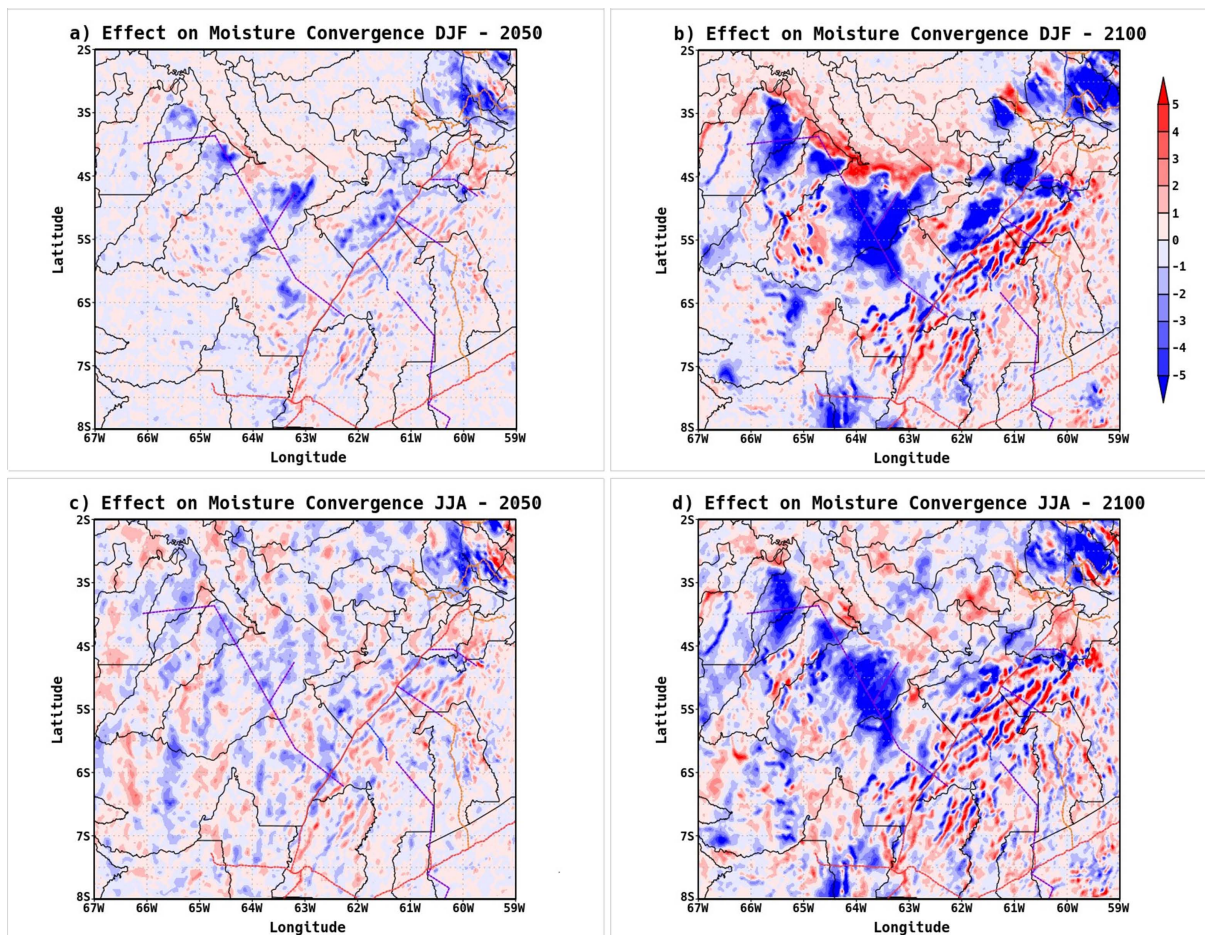 a) Effect on Moisture Convergence DJF - 2050
2S
3S
4S
5S
6S
7S
8S
Latitude
67W 66W 65W 64W 63W 62W 61W 60W 59W
Longitude
b) Effect on Moisture Convergence DJF - 2100
2S
3S
4S
5S
6S
7S
8S
Latitude
67W 66W 65W 64W 63W 62W 61W 60W 59W
Longitude
5
4
3
2
1
0
-1
-2
-3
-4
-5
c) Effect on Moisture Convergence JJA - 2050
2S
3S
4S
5S
6S
7S
8S
Latitude
67W 66W 65W 64W 63W 62W 61W 60W 59W
Longitude
d) Effect on Moisture Convergence JJA - 2100
2S
3S
4S
5S
6S
7S
8S
Latitude
67W 66W 65W 64W 63W 62W 61W 60W 59W
Longitude